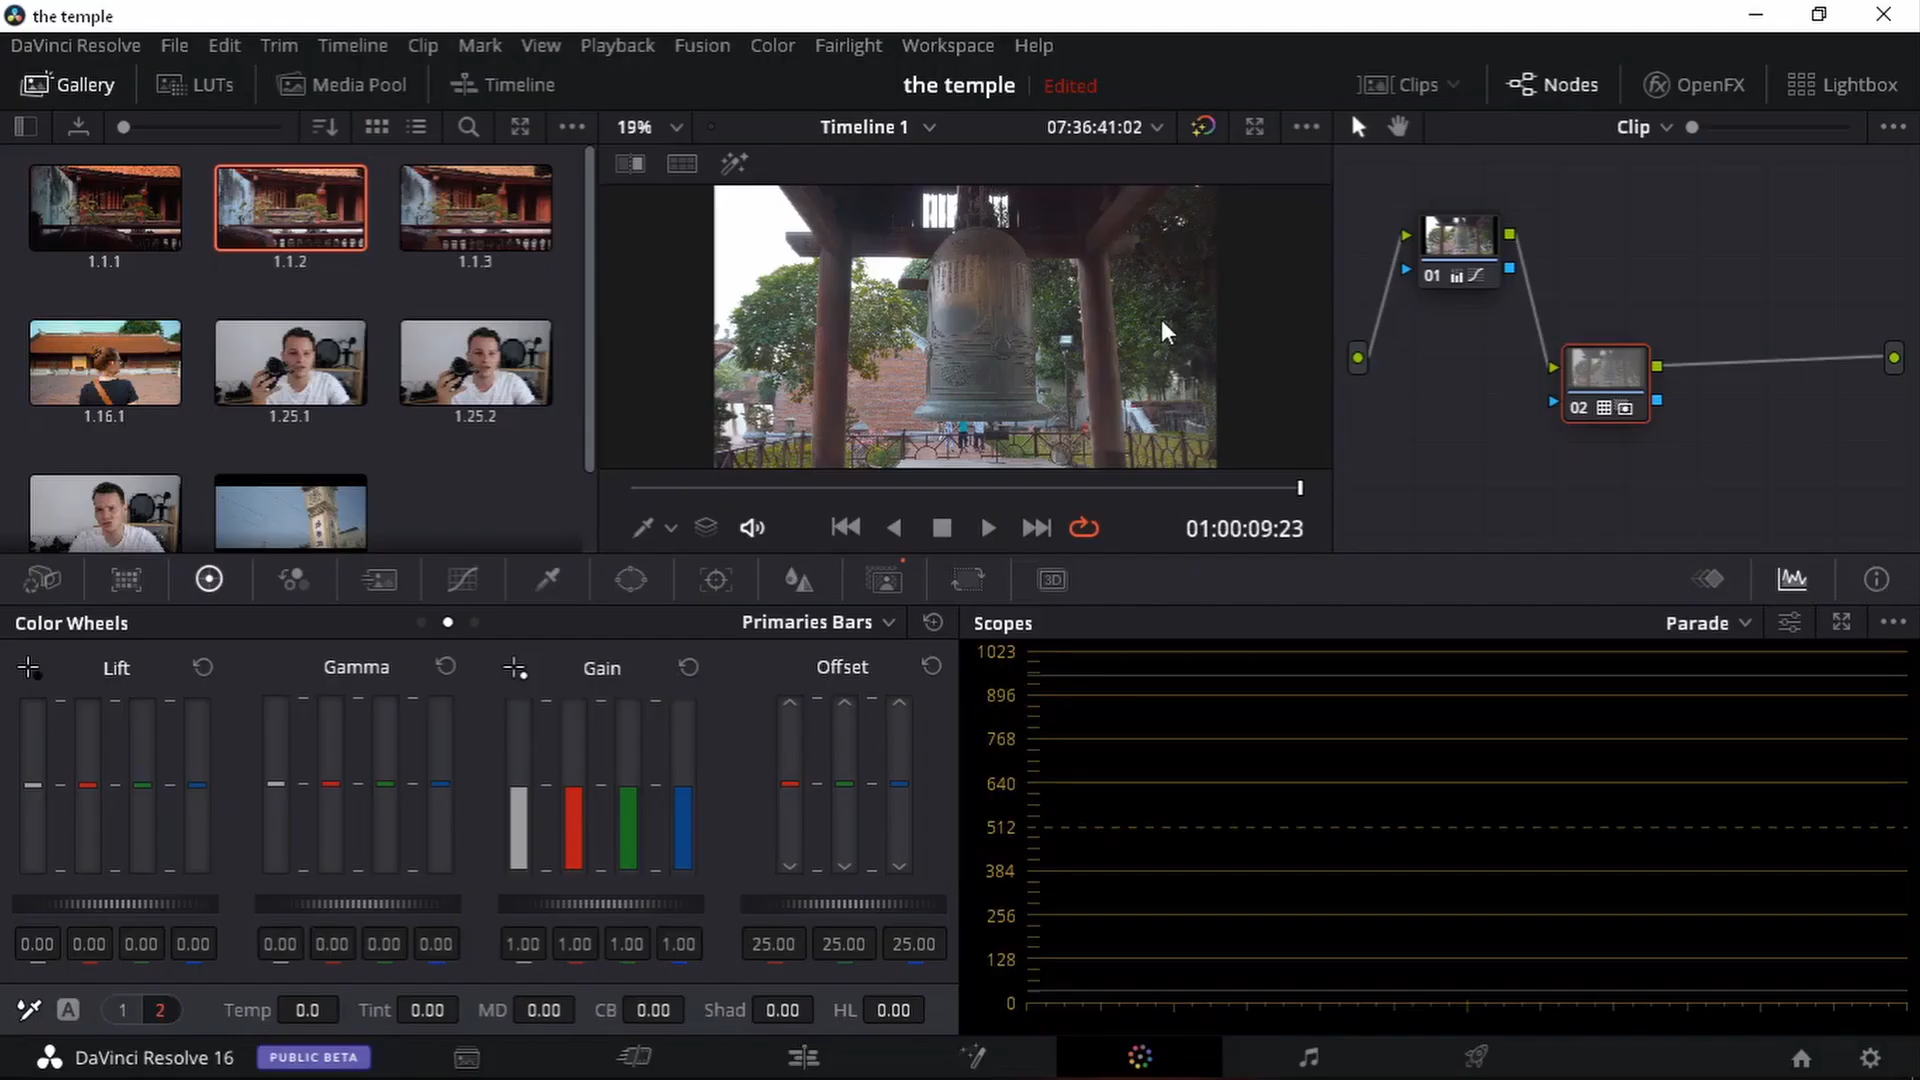 the temple
DaVinci Resolve File Edit Trim Timeline Clip Mark View Playback Fusion Color Fairlight Workspace Help
Gallery LUTs Media Pool Timeline the temple Edited Clips Nodes OpenFX Lightbox
19% Timeline 1 07:36:41:02 Clip
1.1.1 1.1.2 1.1.3
01
1.16.1 1.25.1 1.25.2
02
01:00:09:23
3D
Color Wheels Primaries Bars Scopes Parade
Lift Gamma Gain Offset
1023
896
768
640
512
384
256
128
0
0.00 0.00 0.00 0.00 0.00 0.00 0.00 0.00 1.00 1.00 1.00 1.00 25.00 25.00 25.00
A 1 2 Temp 0.0 Tint 0.00 MD 0.00 CB 0.00 Shad 0.00 HL 0.00
DaVinci Resolve 16 PUBLIC BETA